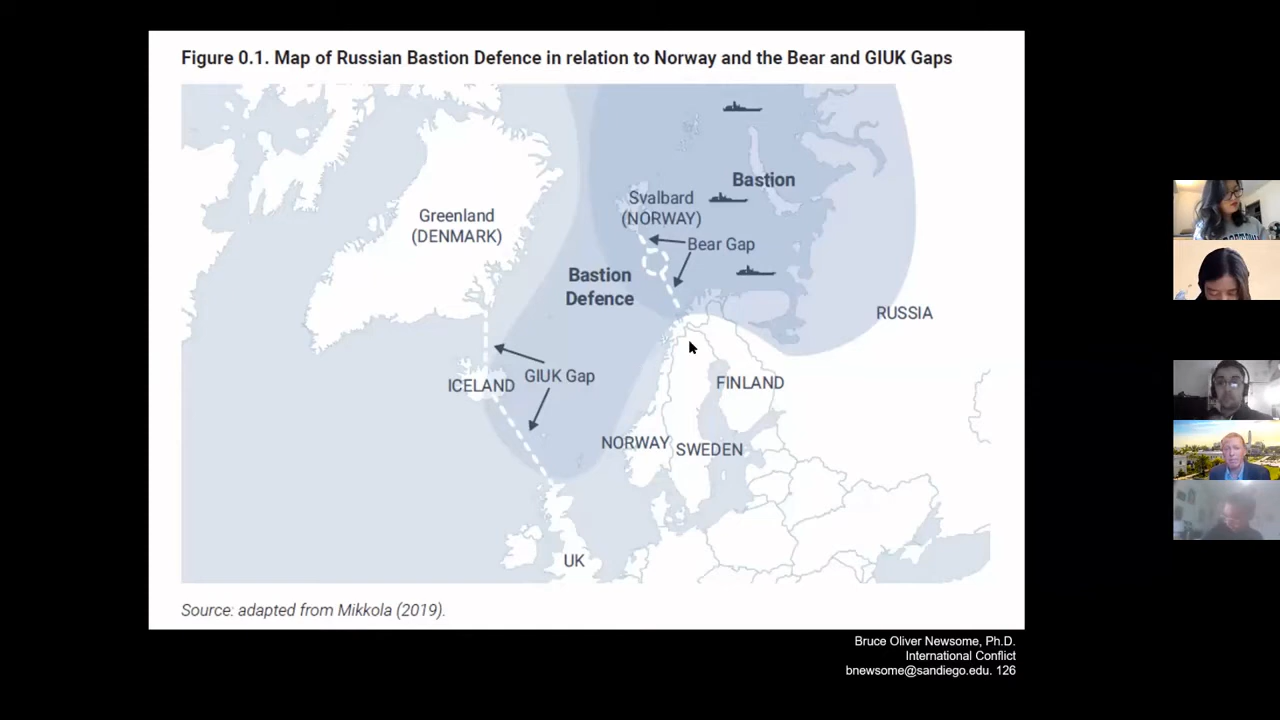 Figure 0.1. Map of Russian Bastion Defence in relation to Norway and the Bear and GIUK Gaps
Bastion
Svalbard
(NORWAY)
Greenland
(DENMARK)
Bear Gap
Bastion
Defence
RUSSIA
GIUK Gap
ICELAND
FINLAND
NORWAY
SWEDEN
UK
Source: adapted from Mikkola (2019).
Bruce Oliver Newsome, Ph.D.
International Conflict
bnewsome@sandiego.edu. 126